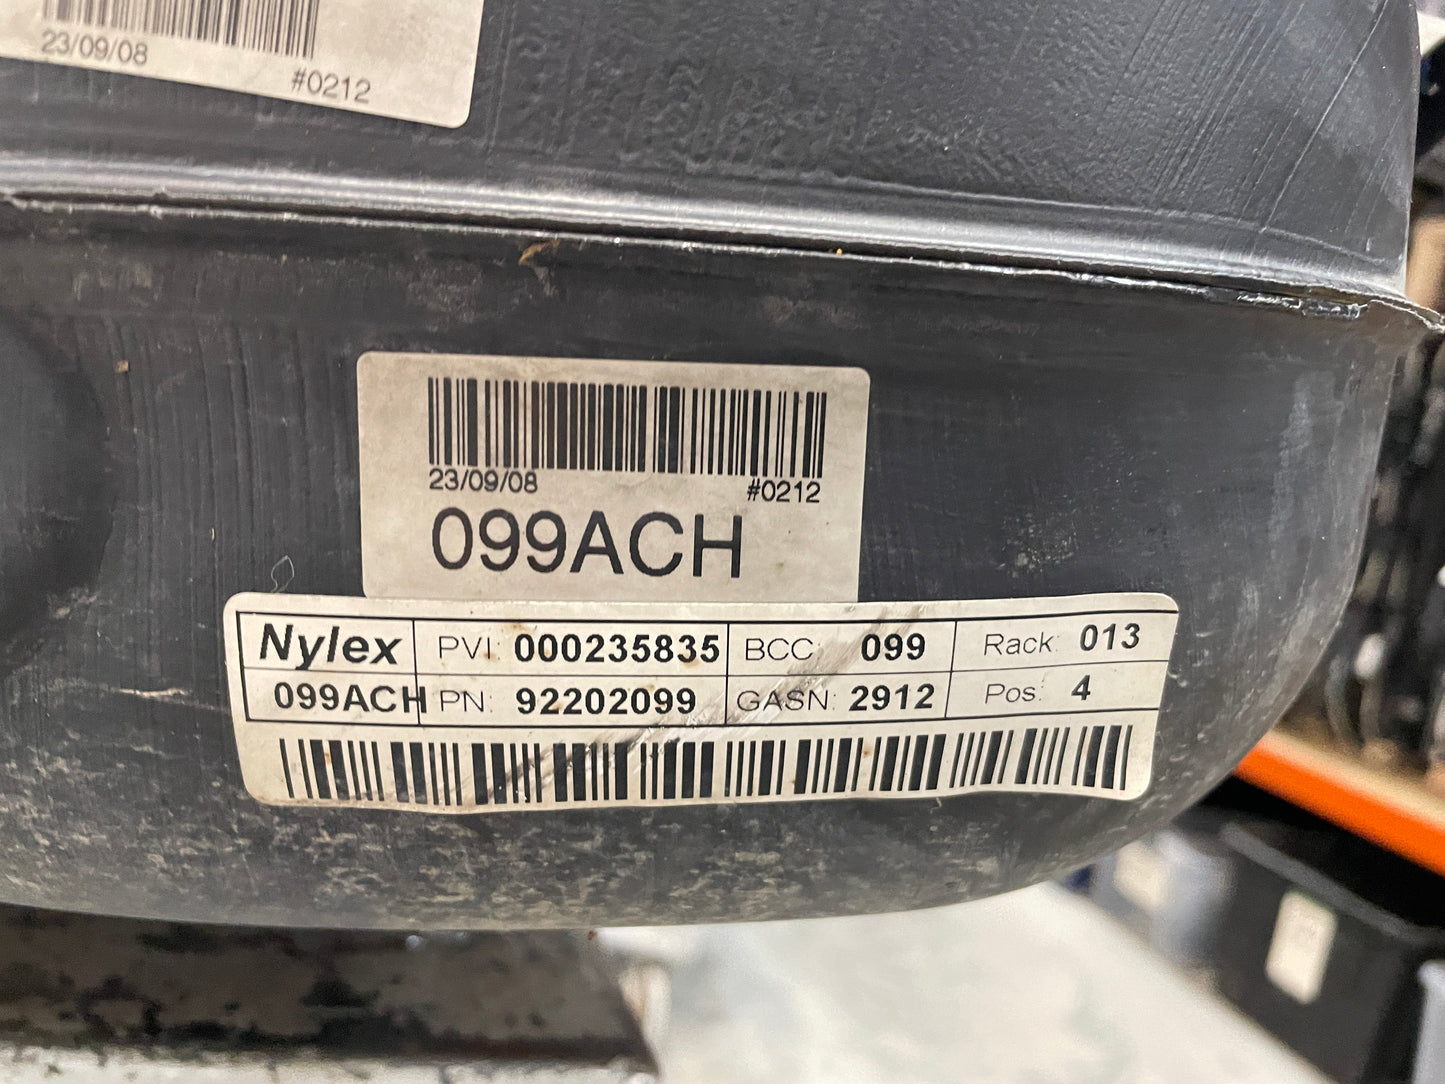 23/09/08 #0212
23/09/08 #0212
099ACH
Nylex PVI: 000235835 BCC: 099 Rack: 013
099ACH PN: 92202099 GASN: 2912 Pos: 4